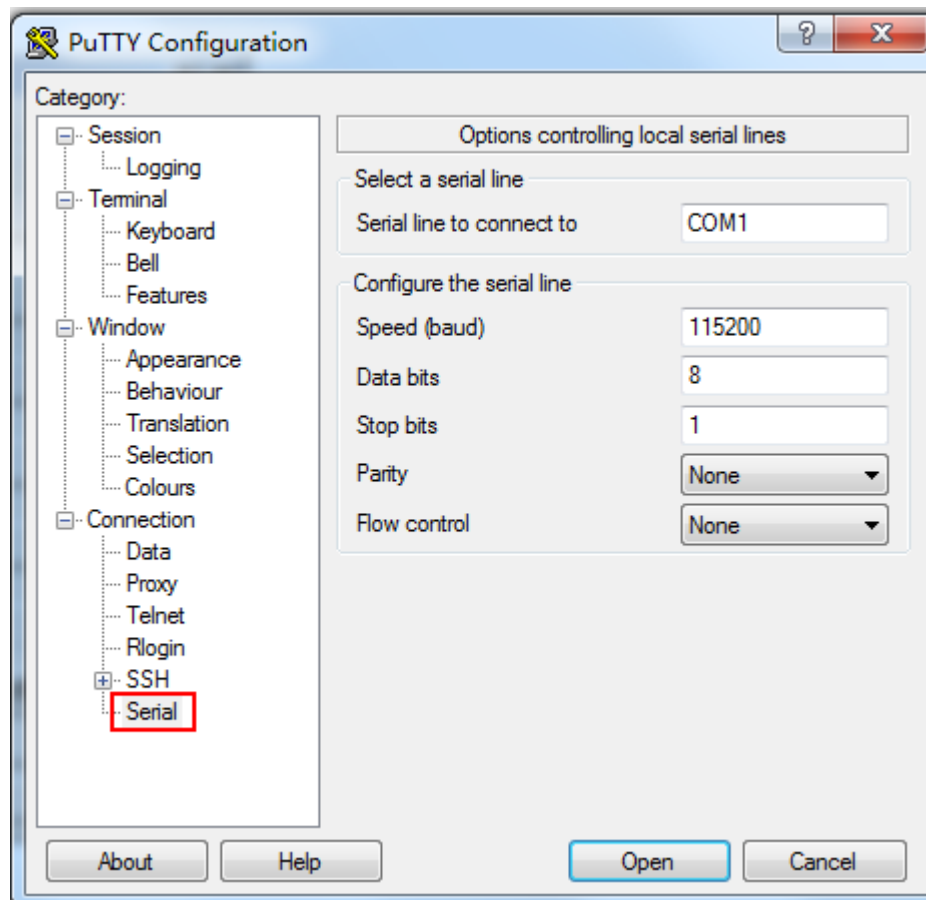 PuTTY Configuration
?
Category:
Session
Logging
Terminal
Keyboard
Bell
Features
Window
Appearance
Behaviour
Translation
Selection
Colours
Connection
Data
Proxy
Telnet
Rlogin
SSH
Serial
Options controlling local serial lines
Select a serial line
Serial line to connect to COM1
Configure the serial line
Speed (baud) 115200
Data bits 8
Stop bits 1
Parity None
Flow control None
About Help Open Cancel